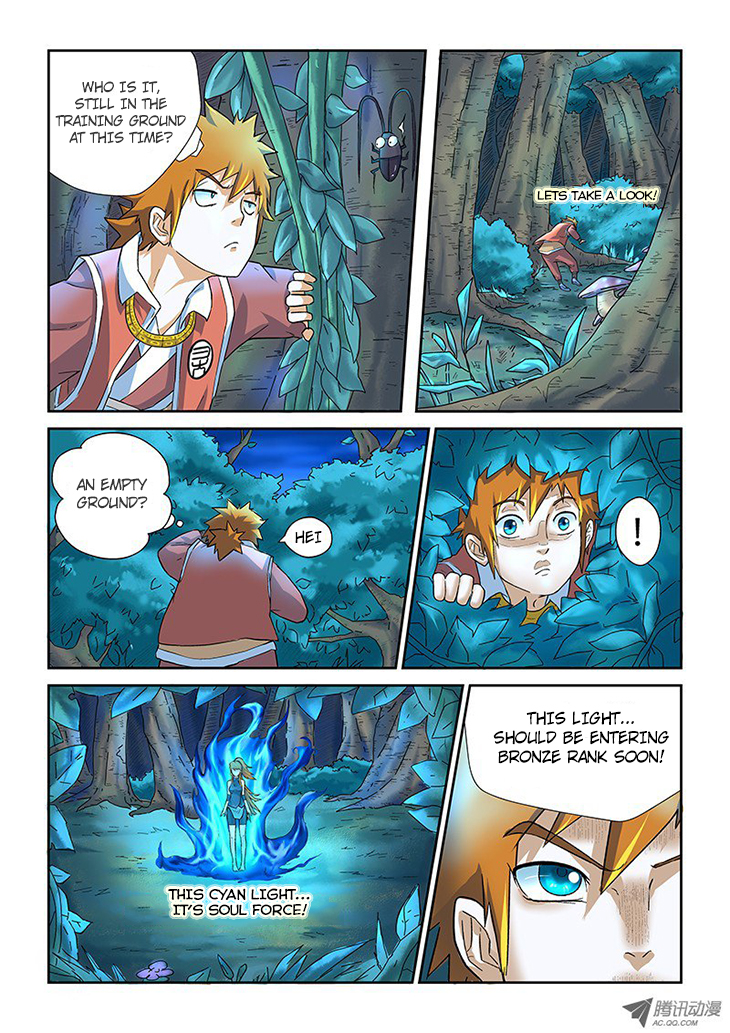 WHO IS IT,
STILL IN THE
TRAINING GROUND
AT THIS TIME?
LETS TAKE A LOOK!
AN EMPTY
GROUND?
HEI
!
THIS CYAN LIGHT...
IT'S SOUL FORCE!
THIS LIGHT...
SHOULD BE ENTERING
BRONZE RANK SOON!
腾讯动漫
AC.QQ.COM